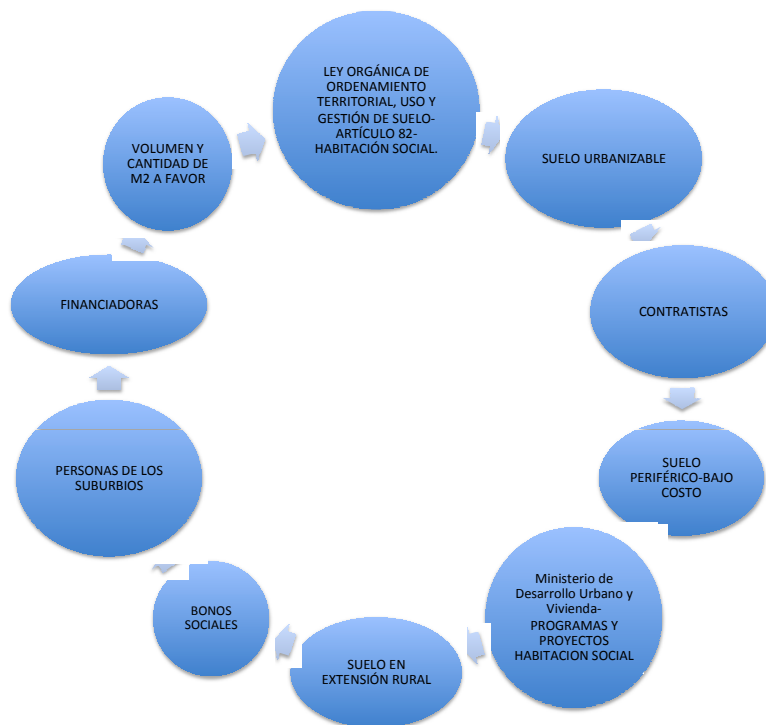 LEY ORGÁNICA DE
ORDENAMIENTO
TERRITORIAL, USO Y
GESTIÓN DE SUELO-
ARTÍCULO 82-
HABITACIÓN SOCIAL.
SUELO URBANIZABLE
CONTRATISTAS
SUELO
PERIFÉRICO-BAJO
COSTO
Ministerio de
Desarrollo Urbano y
Vivienda-
PROGRAMAS Y
PROYECTOS
HABITACION SOCIAL
SUELO EN
EXTENSIÓN RURAL
BONOS
SOCIALES
PERSONAS DE LOS
SUBURBIOS
FINANCIADORAS
VOLUMEN Y
CANTIDAD DE
M2 A FAVOR